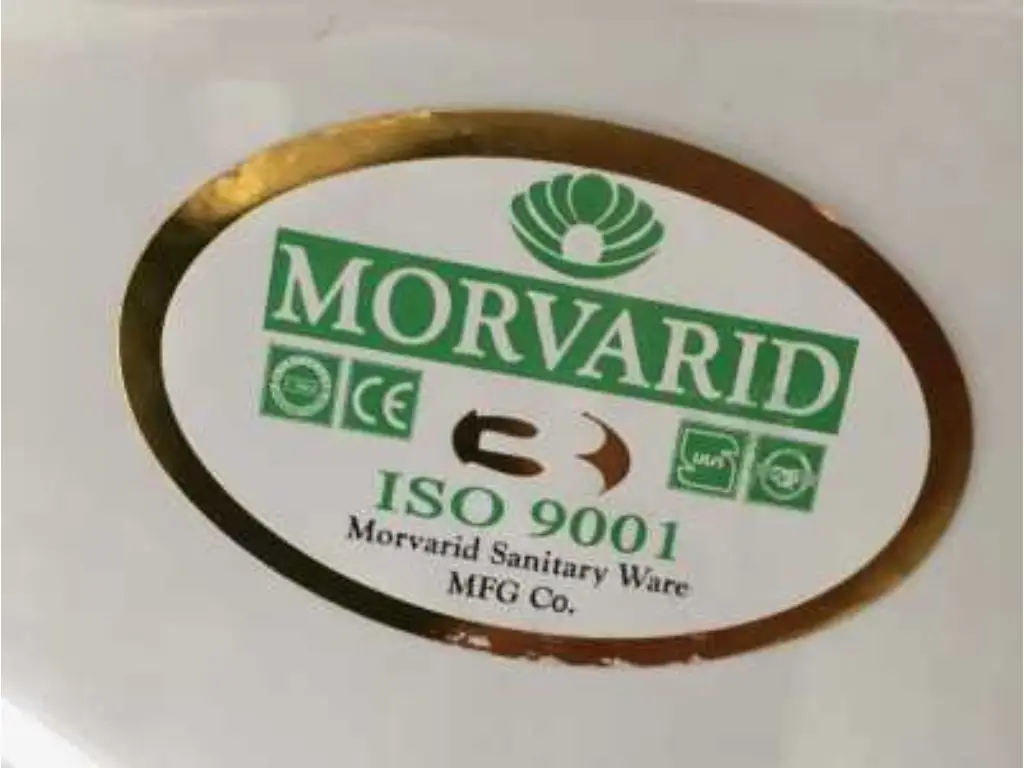 MORVARID
CE
ISO 9001
Morvarid Sanitary Ware
MFG Co.